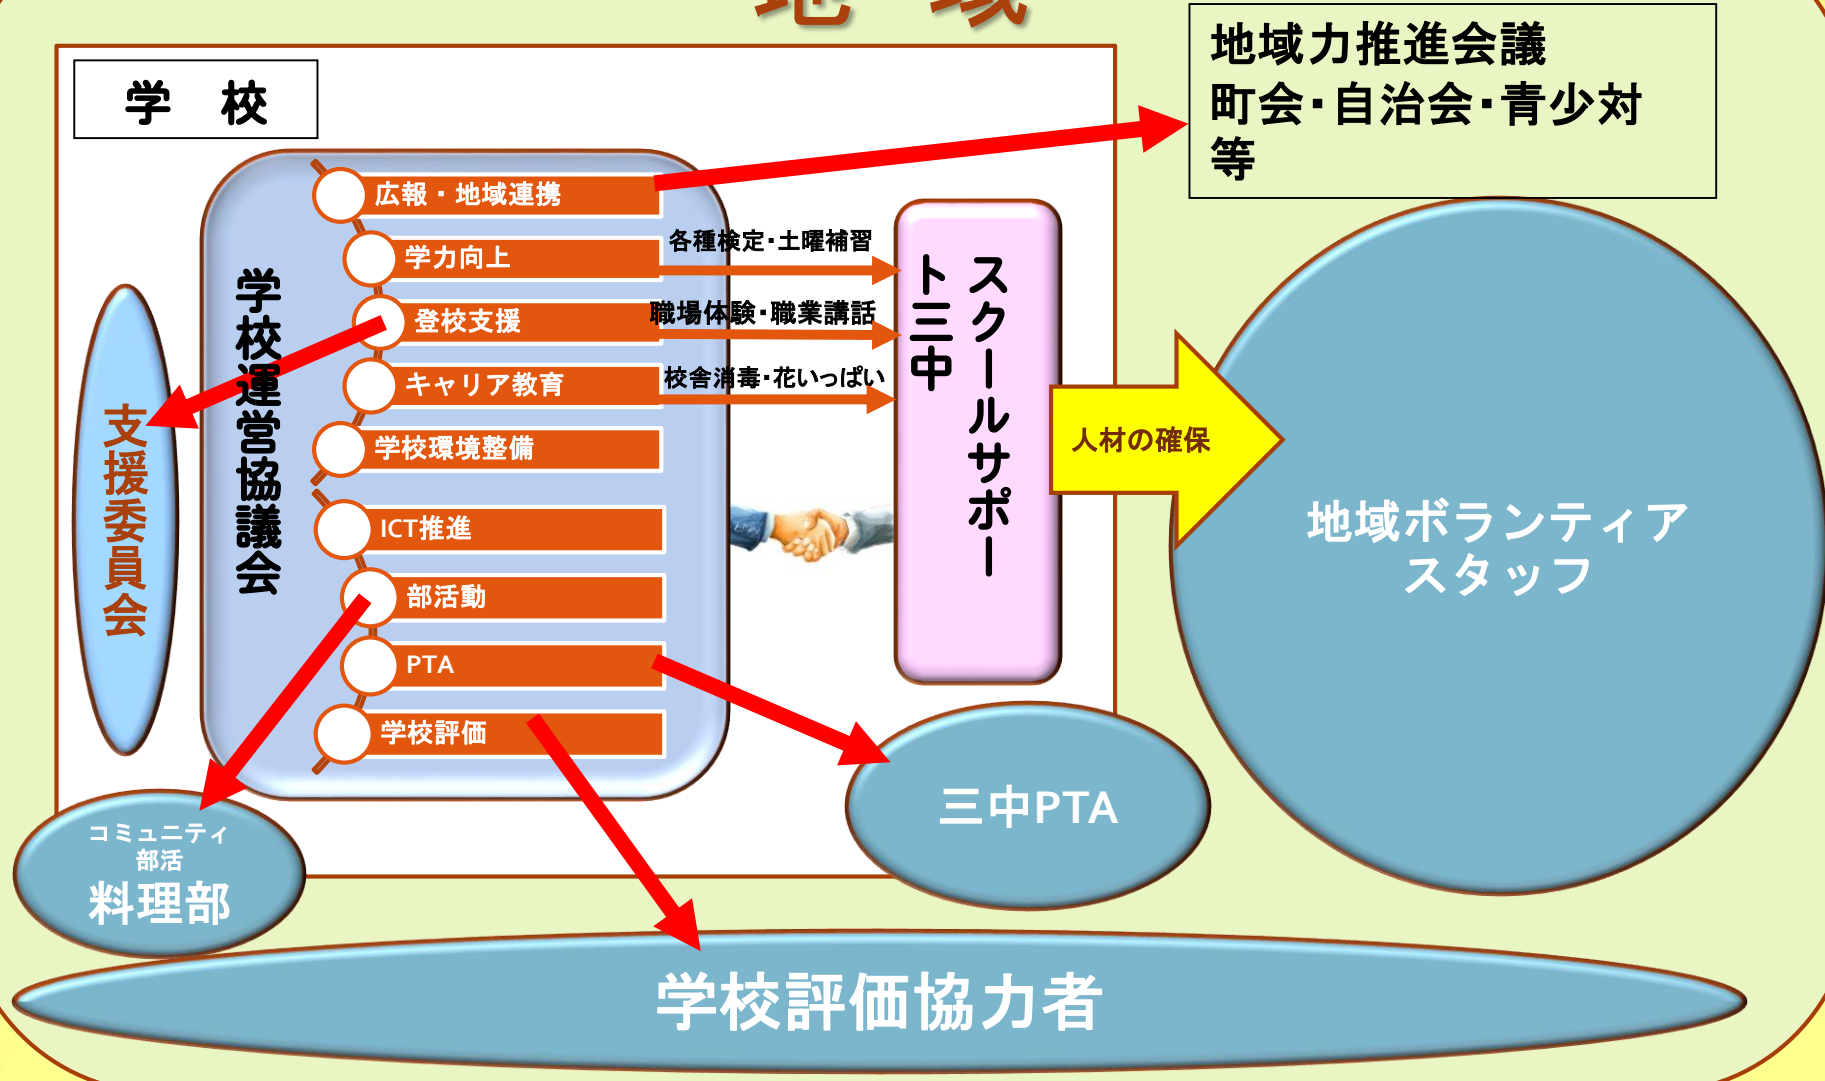 地　域
学　校
地域力推進会議
町会・自治会・青少対
等
学校運営協議会
広報・地域連携
学力向上
登校支援
キャリア教育
学校環境整備
ICT推進
部活動
PTA
学校評価
各種検定・土曜補習
職場体験・職業講話
校舎消毒・花いっぱい
スクールサポー
ト三中
人材の確保
地域ボランティア
スタッフ
支援委員会
コミュニティ
部活
料理部
三中PTA
学校評価協力者